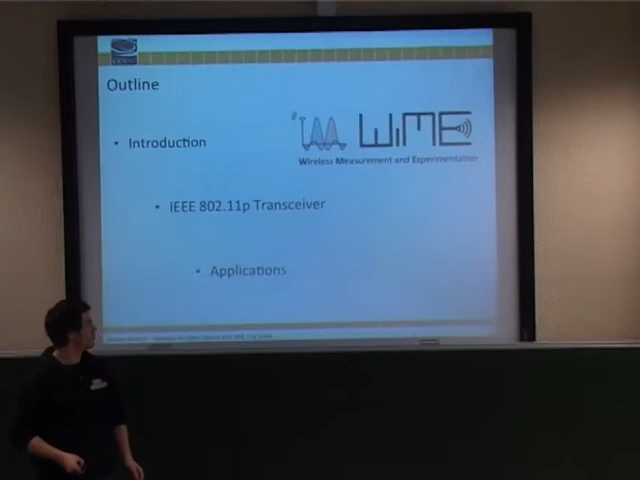 Outline
WiME
Wireless Measurement and Experimentation
• Introduction
• IEEE 802.11p Transceiver
• Applications